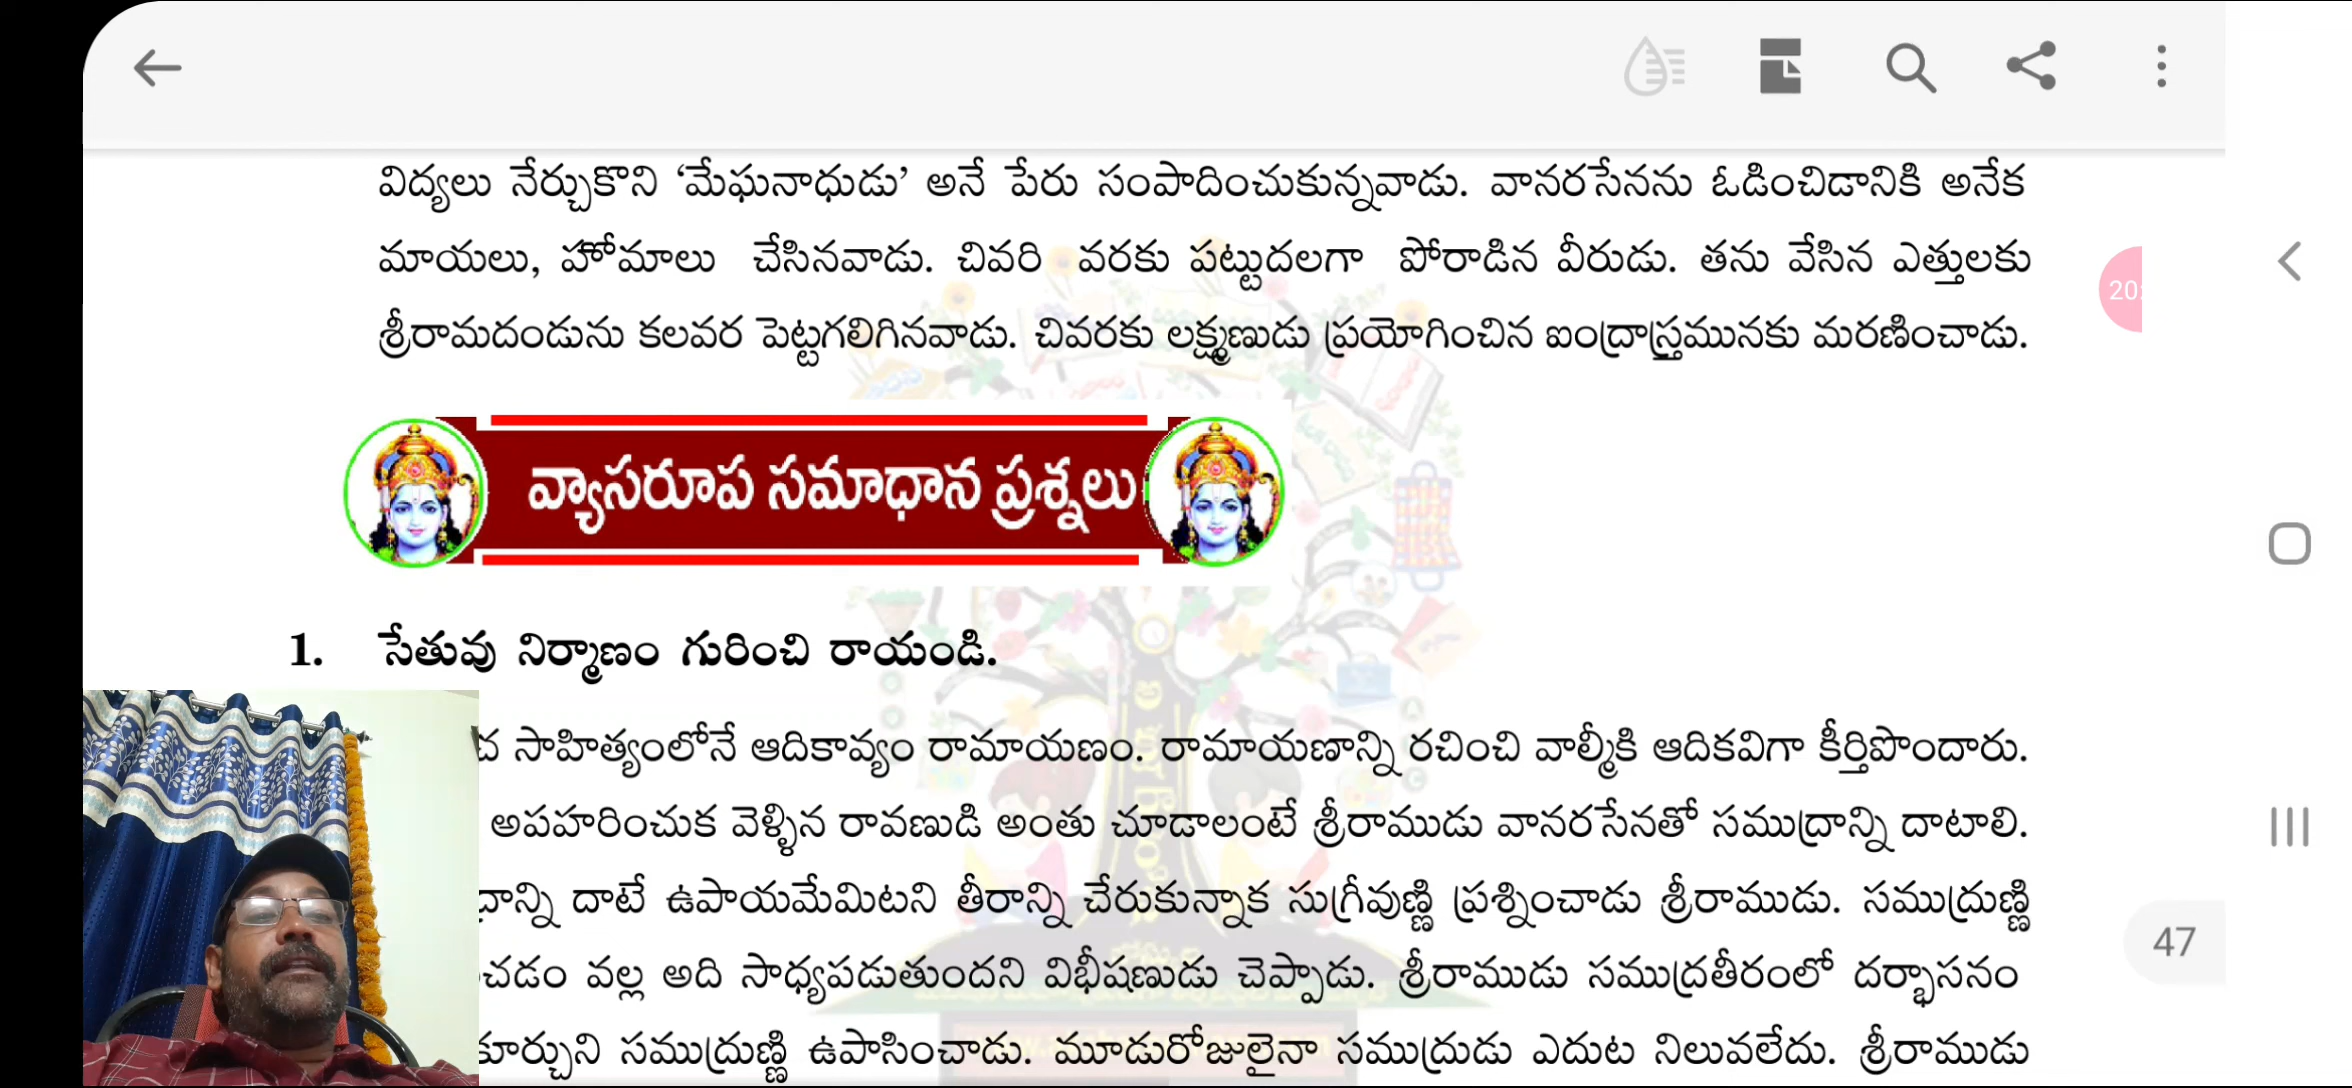 విద్యలు నేర్చుకొని ‘మేఘనాధుడు’ అనే పేరు సంపాదించుకున్నవాడు. వానరసేనను ఓడించిడానికి అనేక
మాయలు, హోమాలు చేసినవాడు. చివరి వరకు పట్టుదలగా పోరాడిన వీరుడు. తను వేసిన ఎత్తులకు
20:
శ్రీరామదండును కలవర పెట్టగలిగినవాడు. చివరకు లక్ష్మణుడు ప్రయోగించిన ఐంద్రాస్త్రమునకు మరణించాడు.
వ్యాసరూప సమాధాన ప్రశ్నలు
1. సేతువు నిర్మాణం గురించి రాయండి.
సాహిత్యంలోనే ఆదికావ్యం రామాయణం. రామాయణాన్ని రచించి వాల్మీకి ఆదికవిగా కీర్తిపొందారు.
అపహరించుక వెళ్ళిన రావణుడి అంతు చూడాలంటే శ్రీరాముడు వానరసేనతో సముద్రాన్ని దాటాలి.
దాటే ఉపాయమేమిటని తీరాన్ని చేరుకున్నాక సుగ్రీవుణ్ణి ప్రశ్నించాడు శ్రీరాముడు. సముద్రుణ్ణి
వల్ల అది సాధ్యపడుతుందని విభీషణుడు చెప్పాడు. శ్రీరాముడు సముద్రతీరంలో దర్భాసనం
47
సముద్రుణ్ణి ఉపాసించాడు. మూడురోజులైనా సముద్రుడు ఎదుట నిలువలేదు. శ్రీరాముడు